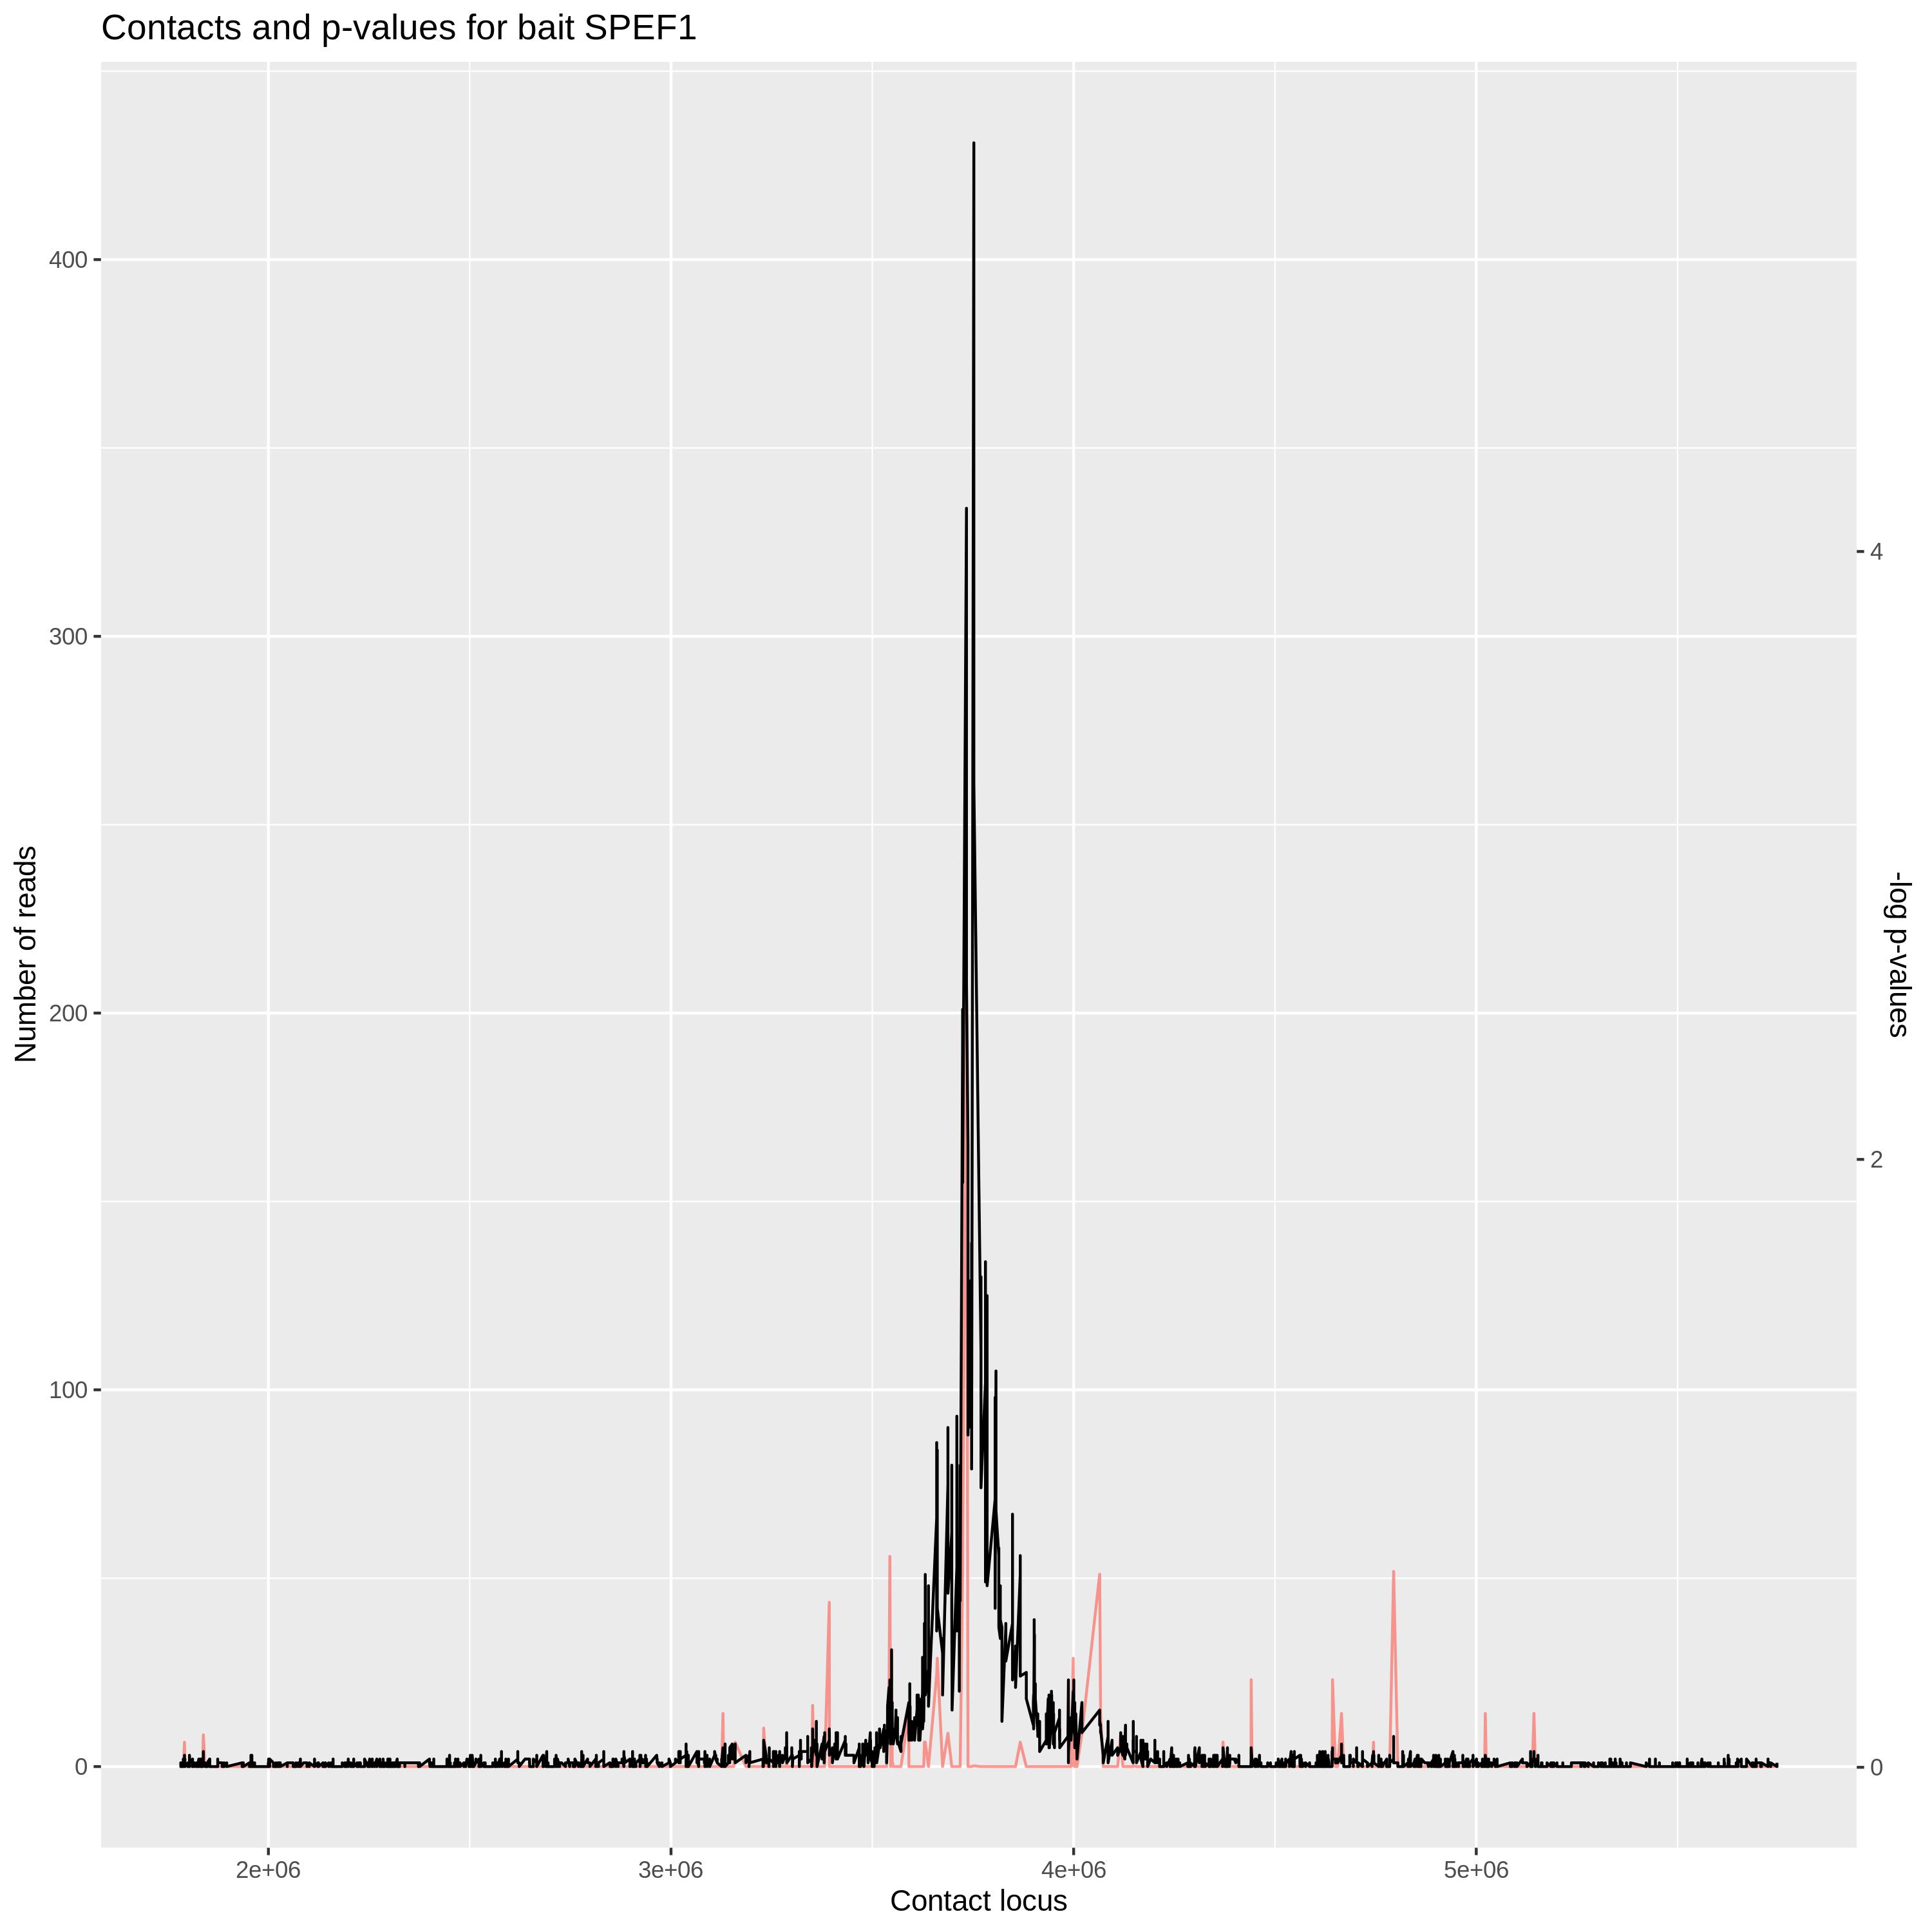 Contacts and p-values for bait SPEF1
400
300
200
100
0
Number of reads
4
2
0
-log p-values
2e+06
3e+06
4e+06
5e+06
Contact locus